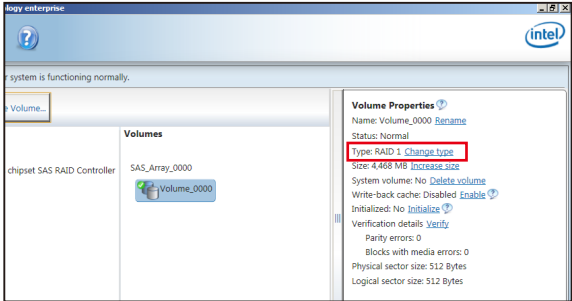 ology enterprise
intel
r system is functioning normally.
e Volume...
Volumes
chipset SAS RAID Controller
SAS_Array_0000
Volume_0000
Volume Properties
Name: Volume_0000 Rename
Status: Normal
Type: RAID 1 Change type
Size: 4,468 MB Increase size
System volume: No Delete volume
Write-back cache: Disabled Enable
Initialized: No Initialize
Verification details Verify
Parity errors: 0
Blocks with media errors: 0
Physical sector size: 512 Bytes
Logical sector size: 512 Bytes